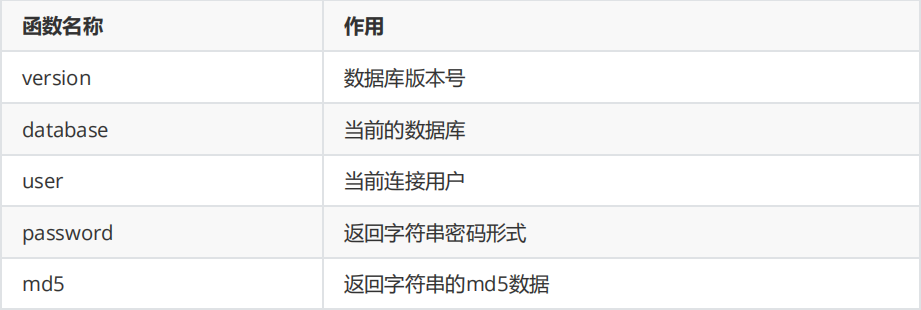 函数名称 作用
version 数据库版本号
database 当前的数据库
user 当前连接用户
password 返回字符串密码形式
md5 返回字符串的md5数据